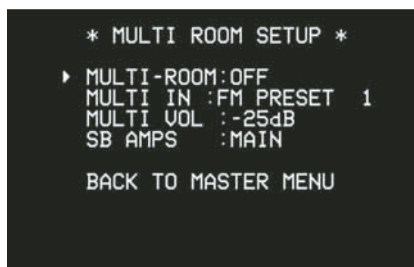 * MULTI ROOM SETUP *
▶ MULTI-ROOM:OFF
MULTI IN :FM PRESET 1
MULTI VOL :-25dB
SB AMPS :MAIN
BACK TO MASTER MENU